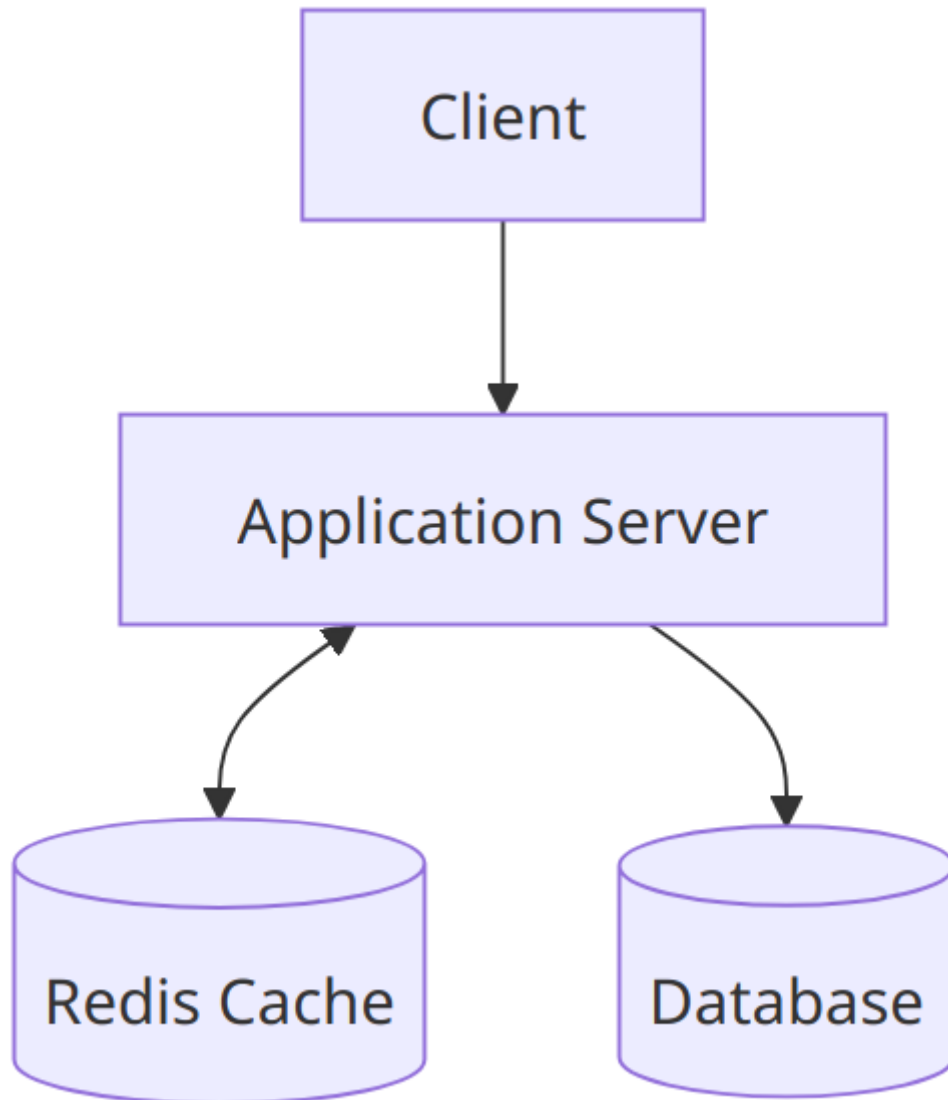 Client
Application Server
Redis Cache
Database